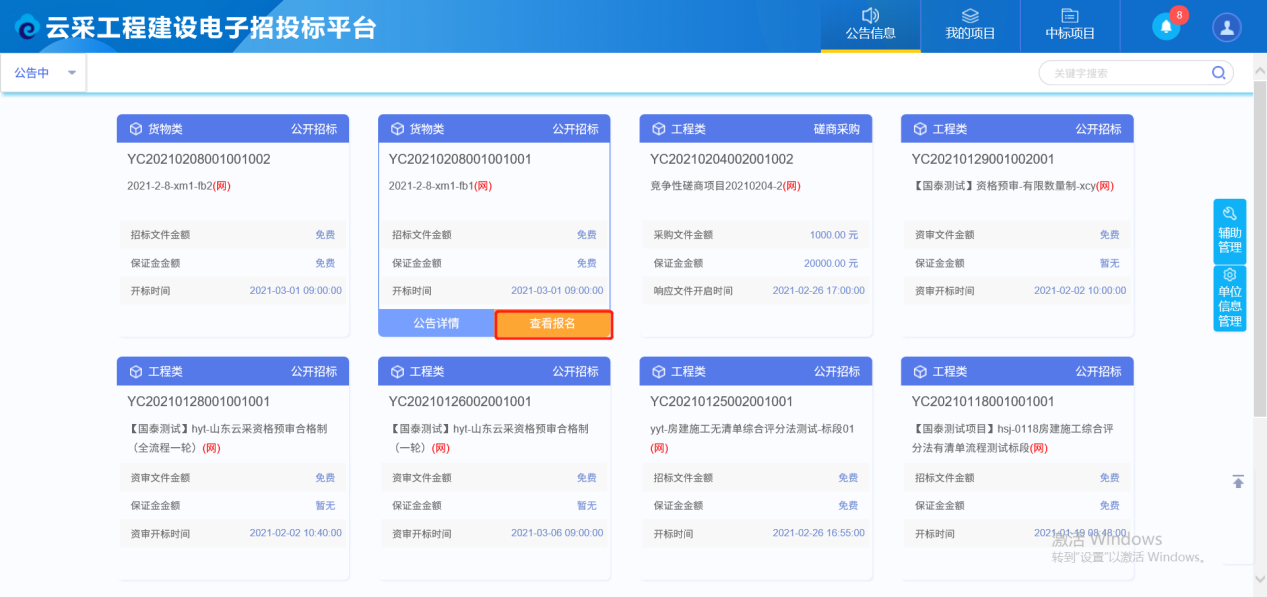 云采工程建设电子招投标平台
公告信息
我的项目
中标项目
8
公告中
关键字搜索
货物类 公开招标
YC20210208001001002
2021-2-8-xm1-fb2(网)
招标文件金额 免费
保证金金额 免费
开标时间 2021-03-01 09:00:00
货物类 公开招标
YC20210208001001001
2021-2-8-xm1-fb1(网)
招标文件金额 免费
保证金金额 免费
开标时间 2021-03-01 09:00:00
公告详情 查看报名
工程类 磋商采购
YC20210204002001002
竞争性磋商项目20210204-2(网)
采购文件金额 1000.00 元
保证金金额 20000.00 元
响应文件开启时间 2021-02-26 17:00:00
工程类 公开招标
YC20210129001002001
【国泰测试】资格预审-有限数量制-xcy(网)
资审文件金额 免费
保证金金额 暂无
资审开标时间 2021-02-02 10:00:00
辅助
管理
单位
信息
管理
工程类 公开招标
YC20210128001001001
【国泰测试】hyt-山东云采资格预审合格制
（全流程一轮）(网)
资审文件金额 免费
保证金金额 暂无
资审开标时间 2021-02-02 10:40:00
工程类 公开招标
YC20210126002001001
【国泰测试】hyt-山东云采资格预审合格制
（一轮）(网)
资审文件金额 免费
保证金金额 暂无
资审开标时间 2021-03-06 09:00:00
工程类 公开招标
YC20210125002001001
yyt-房建施工无清单综合评分法测试-标段01
(网)
招标文件金额 免费
保证金金额 免费
开标时间 2021-02-26 16:55:00
工程类 公开招标
YC20210118001001001
【国泰测试项目】hsj-0118房建施工综合评
分法有清单流程测试标段(网)
招标文件金额 免费
保证金金额 免费
开标时间 2021-01-19 08:48:00
激活 Windows
转到"设置"以激活 Windows。